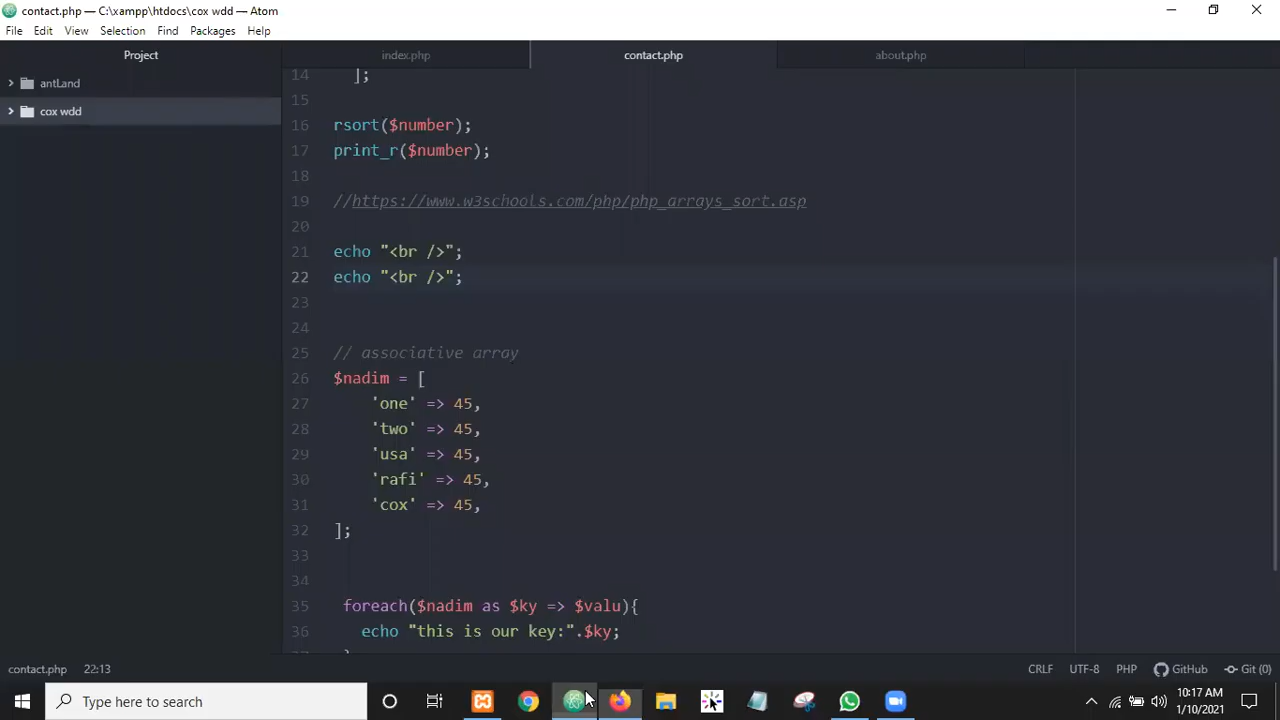 contact.php — C:\xampp\htdocs\cox wdd — Atom
File Edit View Selection Find Packages Help
Project
index.php
contact.php
about.php
antLand
cox wdd
14 ];
15
16 rsort($number);
17 print_r($number);
18
19 //https://www.w3schools.com/php/php_arrays_sort.asp
20
21 echo "<br />";
22 echo "<br />";
23
24
25 // associative array
26 $nadim = [
27 'one' => 45,
28 'two' => 45,
29 'usa' => 45,
30 'rafi' => 45,
31 'cox' => 45,
32 ];
33
34
35 foreach($nadim as $ky => $valu){
36 echo "this is our key:".$ky;
contact.php 22:13
CRLF UTF-8 PHP GitHub Git (0)
Type here to search
10:17 AM
1/10/2021